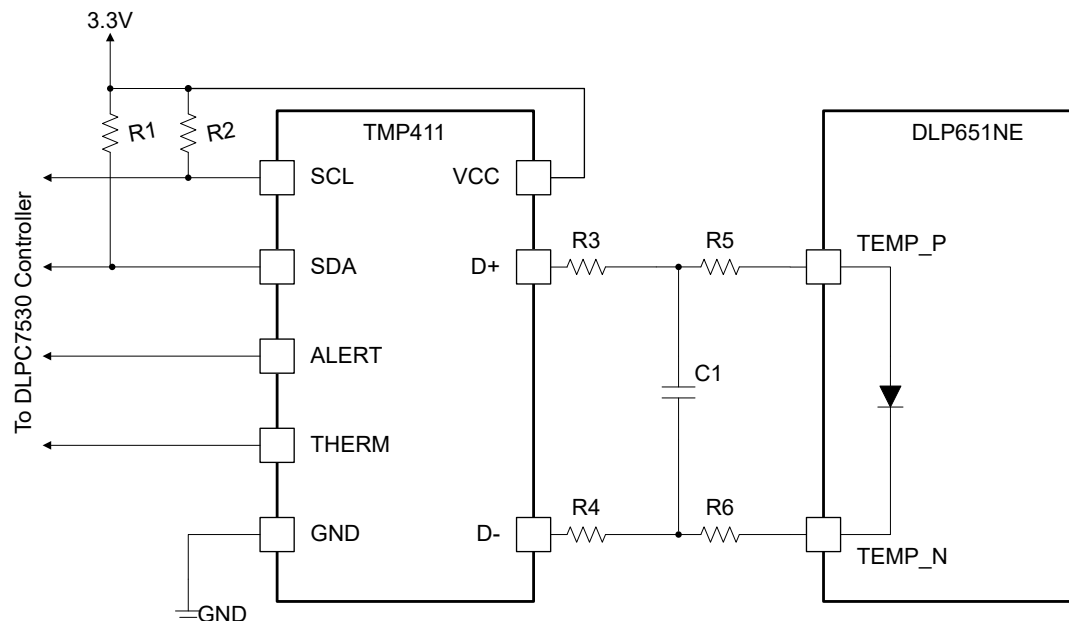 3.3V
R1
R2
TMP411
DLP651NE
SCL
VCC
R3
R5
TEMP_P
SDA
D+
To DLPC7530 Controller
ALERT
C1
THERM
R4
R6
GND
D-
TEMP_N
GND